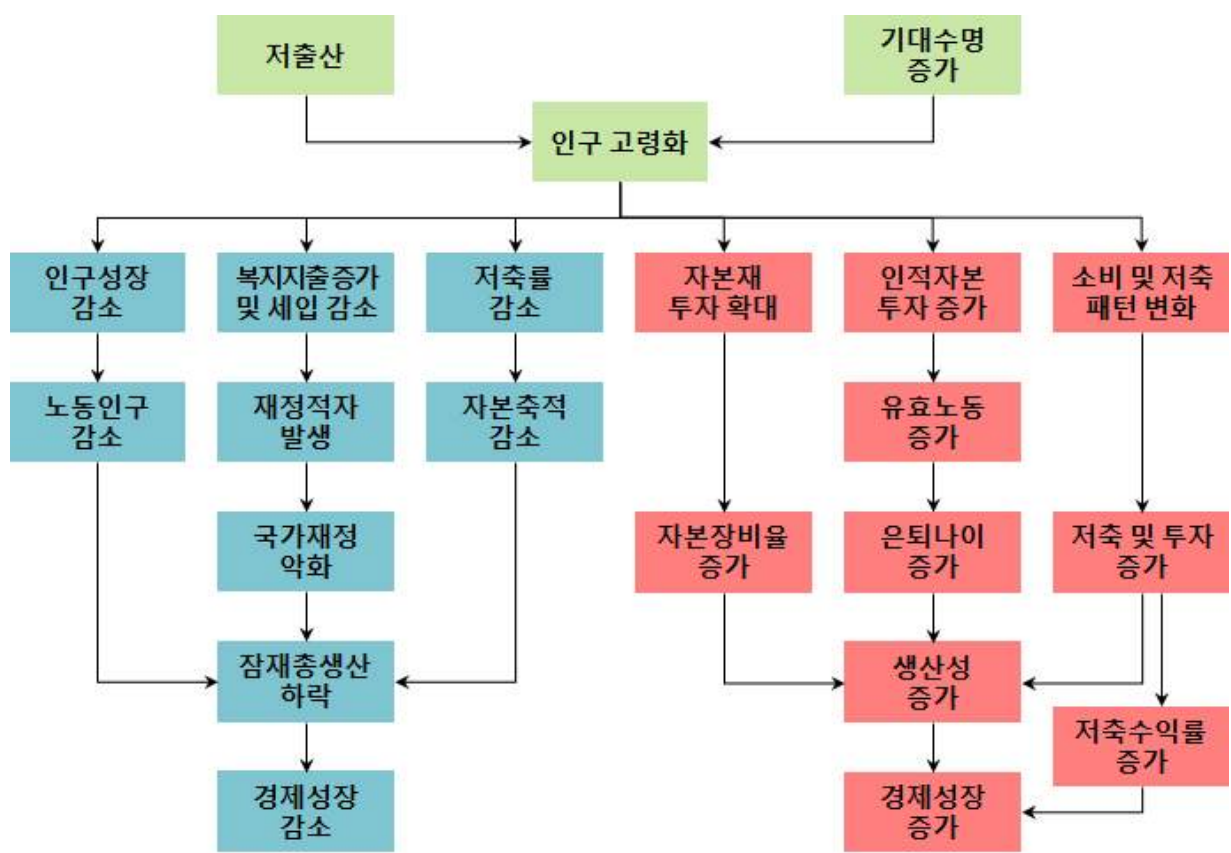 저출산
기대수명
증가
인구 고령화
인구성장
감소
복지지출증가
및 세입 감소
저축률
감소
자본재
투자 확대
인적자본
투자 증가
소비 및 저축
패턴 변화
노동인구
감소
재정적자
발생
자본축적
감소
유효노동
증가
국가재정
악화
자본장비율
증가
은퇴나이
증가
저축 및 투자
증가
잠재총생산
하락
생산성
증가
저축수익률
증가
경제성장
감소
경제성장
증가